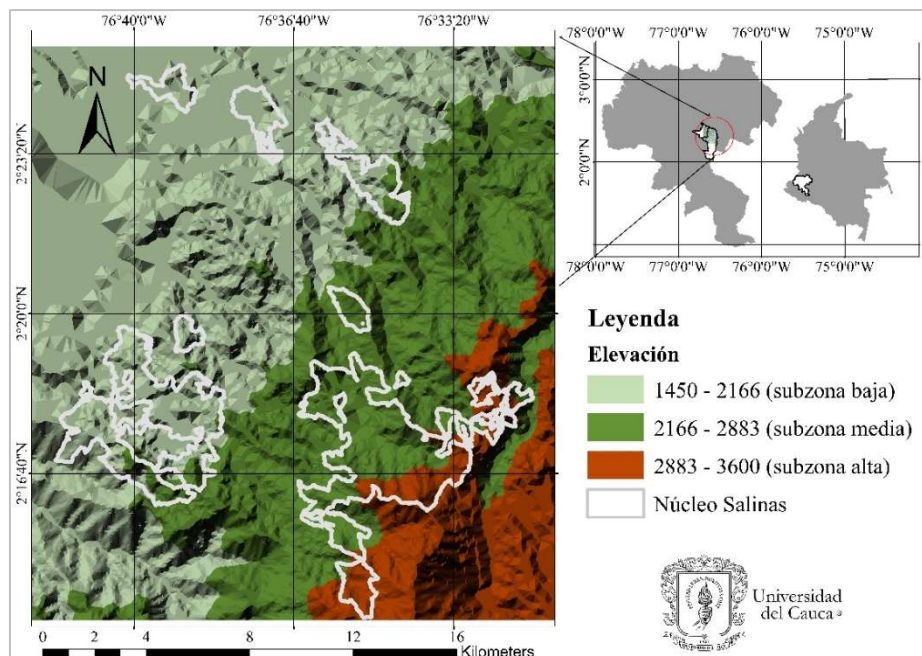 76°40'0"W 76°36'40"W 76°33'20"W
2°23'20"N
2°20'0"N
2°16'40"N
N
0 2 4 8 12 16
Kilometers
78°0'0"W 77°0'0"W 76°0'0"W 75°0'0"W
3°0'0"N
2°0'0"N
78°0'0"W 77°0'0"W 76°0'0"W 75°0'0"W
Leyenda
Elevación
1450 - 2166 (subzona baja)
2166 - 2883 (subzona media)
2883 - 3600 (subzona alta)
Núcleo Salinas
Universidad
del Cauca